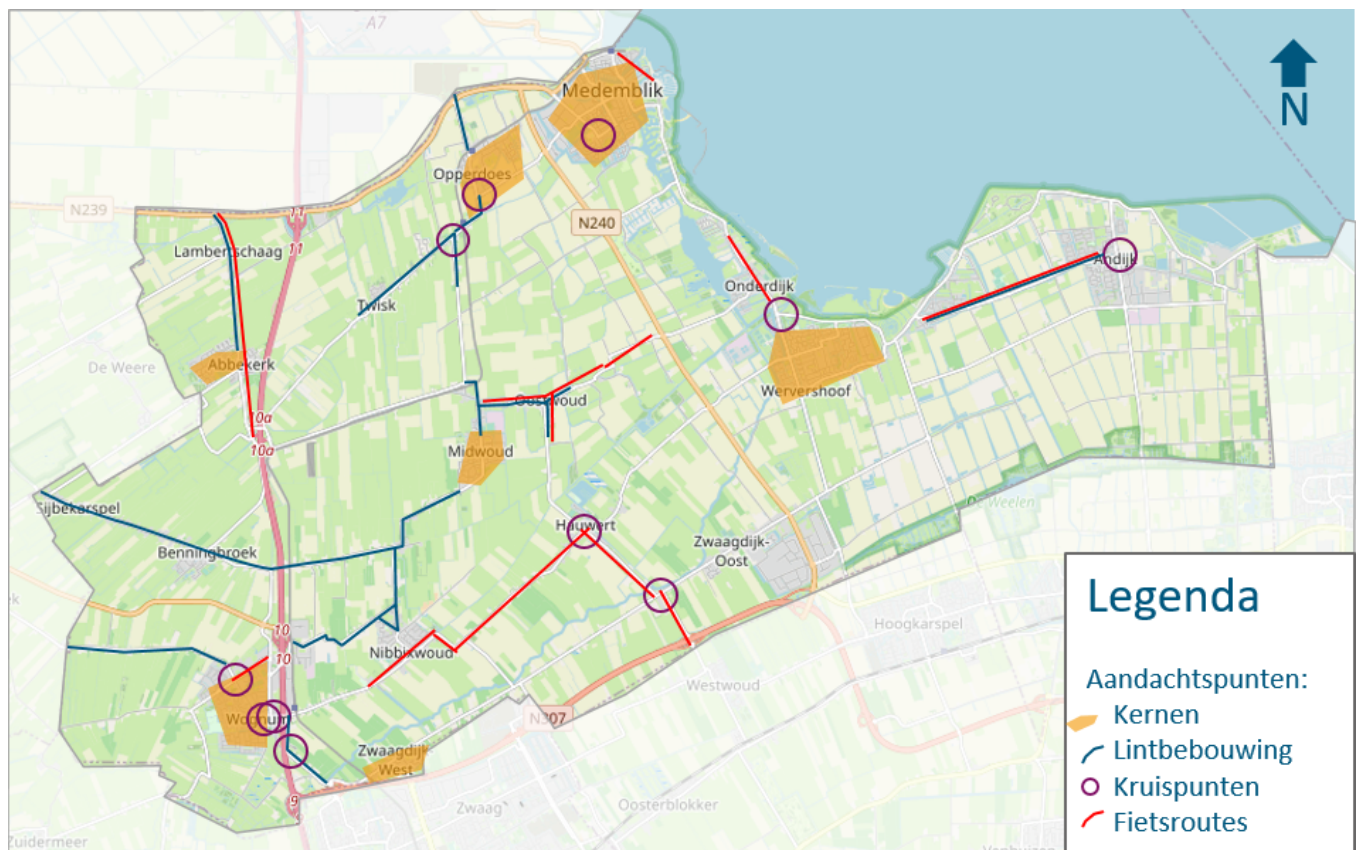 A7
N
Medemblik
Opperdoes
N239
11
11
N240
Lambertschaag
Andijk
Onderdijk
Twisk
De Weere
Abbekerk
Wervershoof
Oostwoud
10a
10a
Midwoud
Sijbekarspel
De Weelen
Hauwert
Zwaagdijk-
Oost
Benningbroek
Hoogkarspel
10
10
Nibbixwoud
Westwoud
Wognum
N307
Zwaagdijk
West
9
Zwaag
Oosterblokker
Zuidermeer
Venhuizen
Legenda
Aandachtspunten:
Kernen
Lintbebouwing
Kruispunten
Fietsroutes